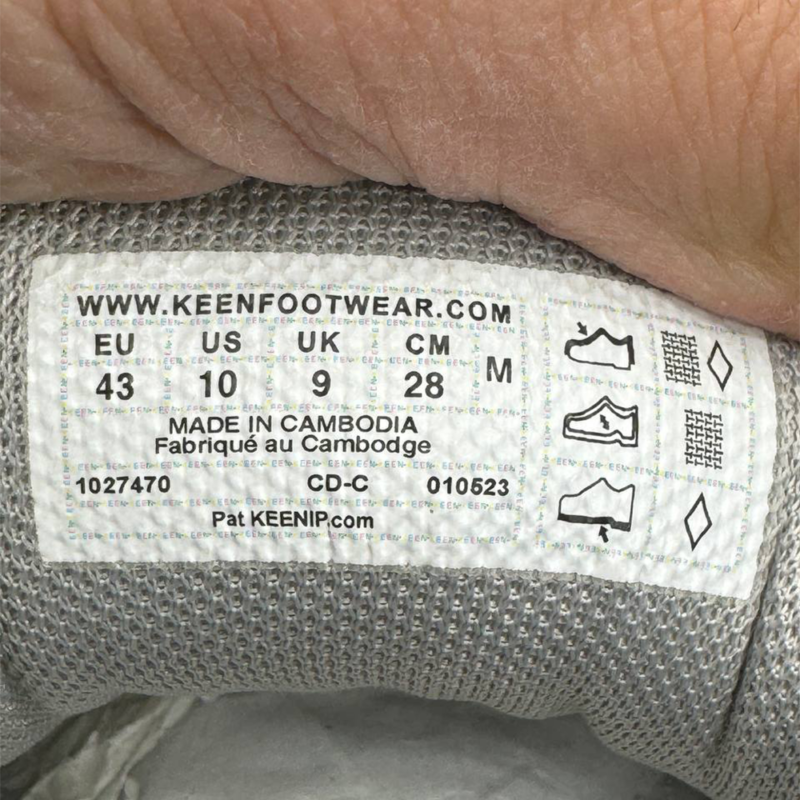 WWW.KEENFOOTWEAR.COM
EU US UK CM M
43 10 9 28
MADE IN CAMBODIA
Fabriqué au Cambodge
1027470 CD-C 010523
Pat KEENIP.com